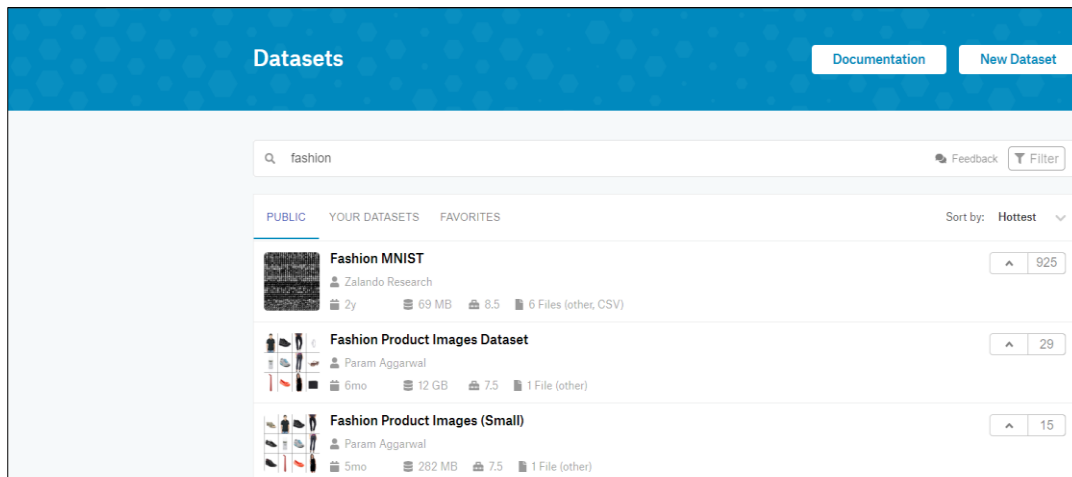 Datasets
Documentation
New Dataset
fashion
Feedback
Filter
PUBLIC
YOUR DATASETS
FAVORITES
Sort by: Hottest
Fashion MNIST
925
Zalando Research
2y
69 MB
8.5
6 Files (other, CSV)
Fashion Product Images Dataset
29
Param Aggarwal
6mo
12 GB
7.5
1 File (other)
Fashion Product Images (Small)
15
Param Aggarwal
5mo
282 MB
7.5
1 File (other)